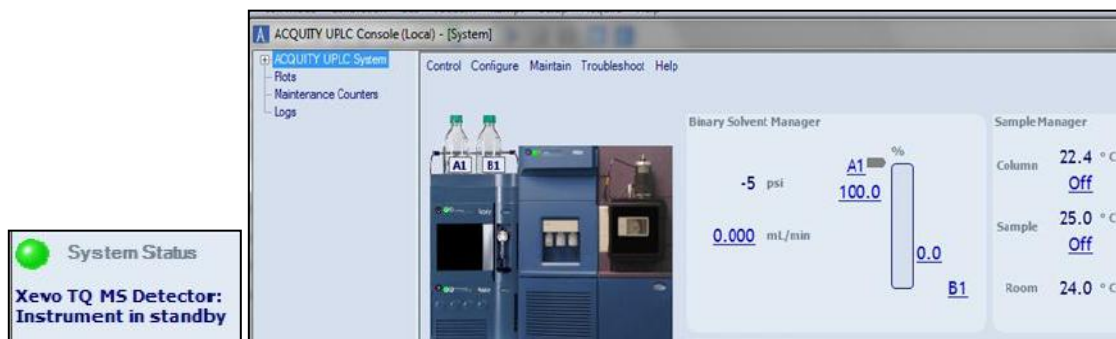 System Status
Xevo TQ MS Detector:
Instrument in standby
ACQUITY UPLC Console (Local) - [System]
ACQUITY UPLC System
Plots
Maintenance Counters
Logs
Control Configure Maintain Troubleshoot Help
A1 B1
Binary Solvent Manager
-5 psi
0.000 mL/min
%
A1
100.0
0.0
B1
Sample Manager
Column 22.4 °C
Off
Sample 25.0 °C
Off
Room 24.0 °C